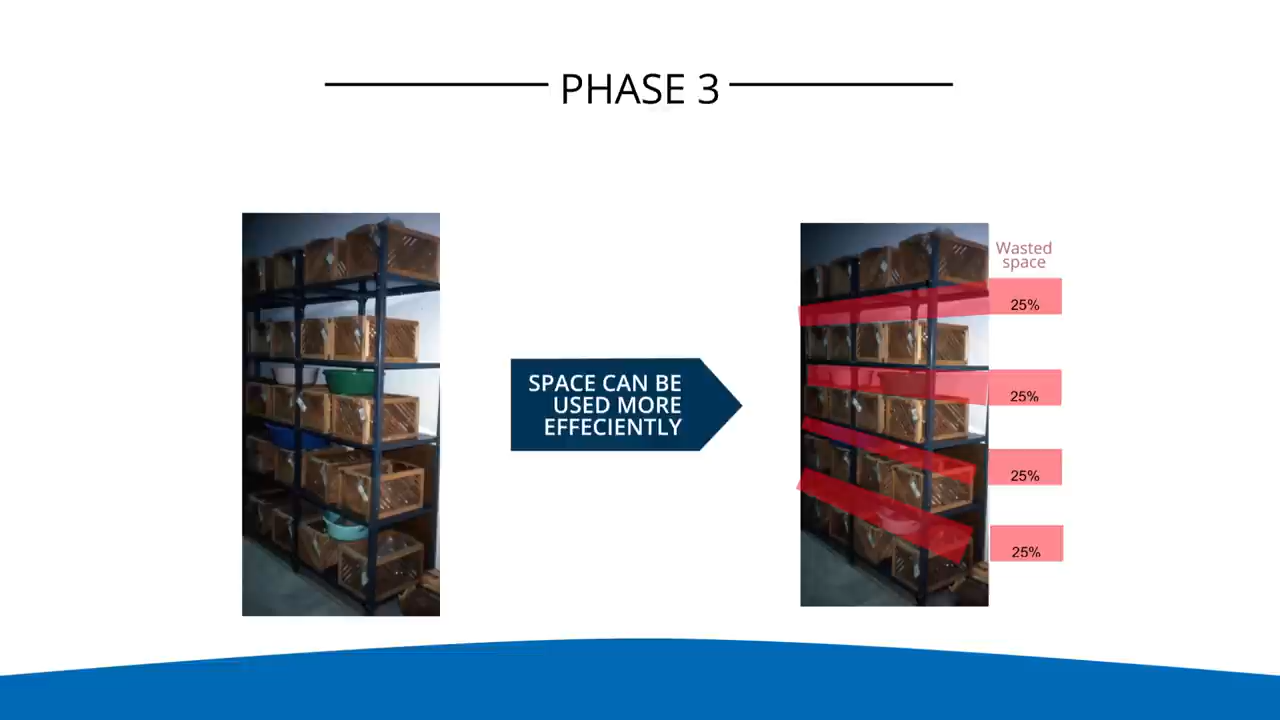 PHASE 3
SPACE CAN BE
USED MORE
EFFECIENTLY
Wasted
space
25%
25%
25%
25%